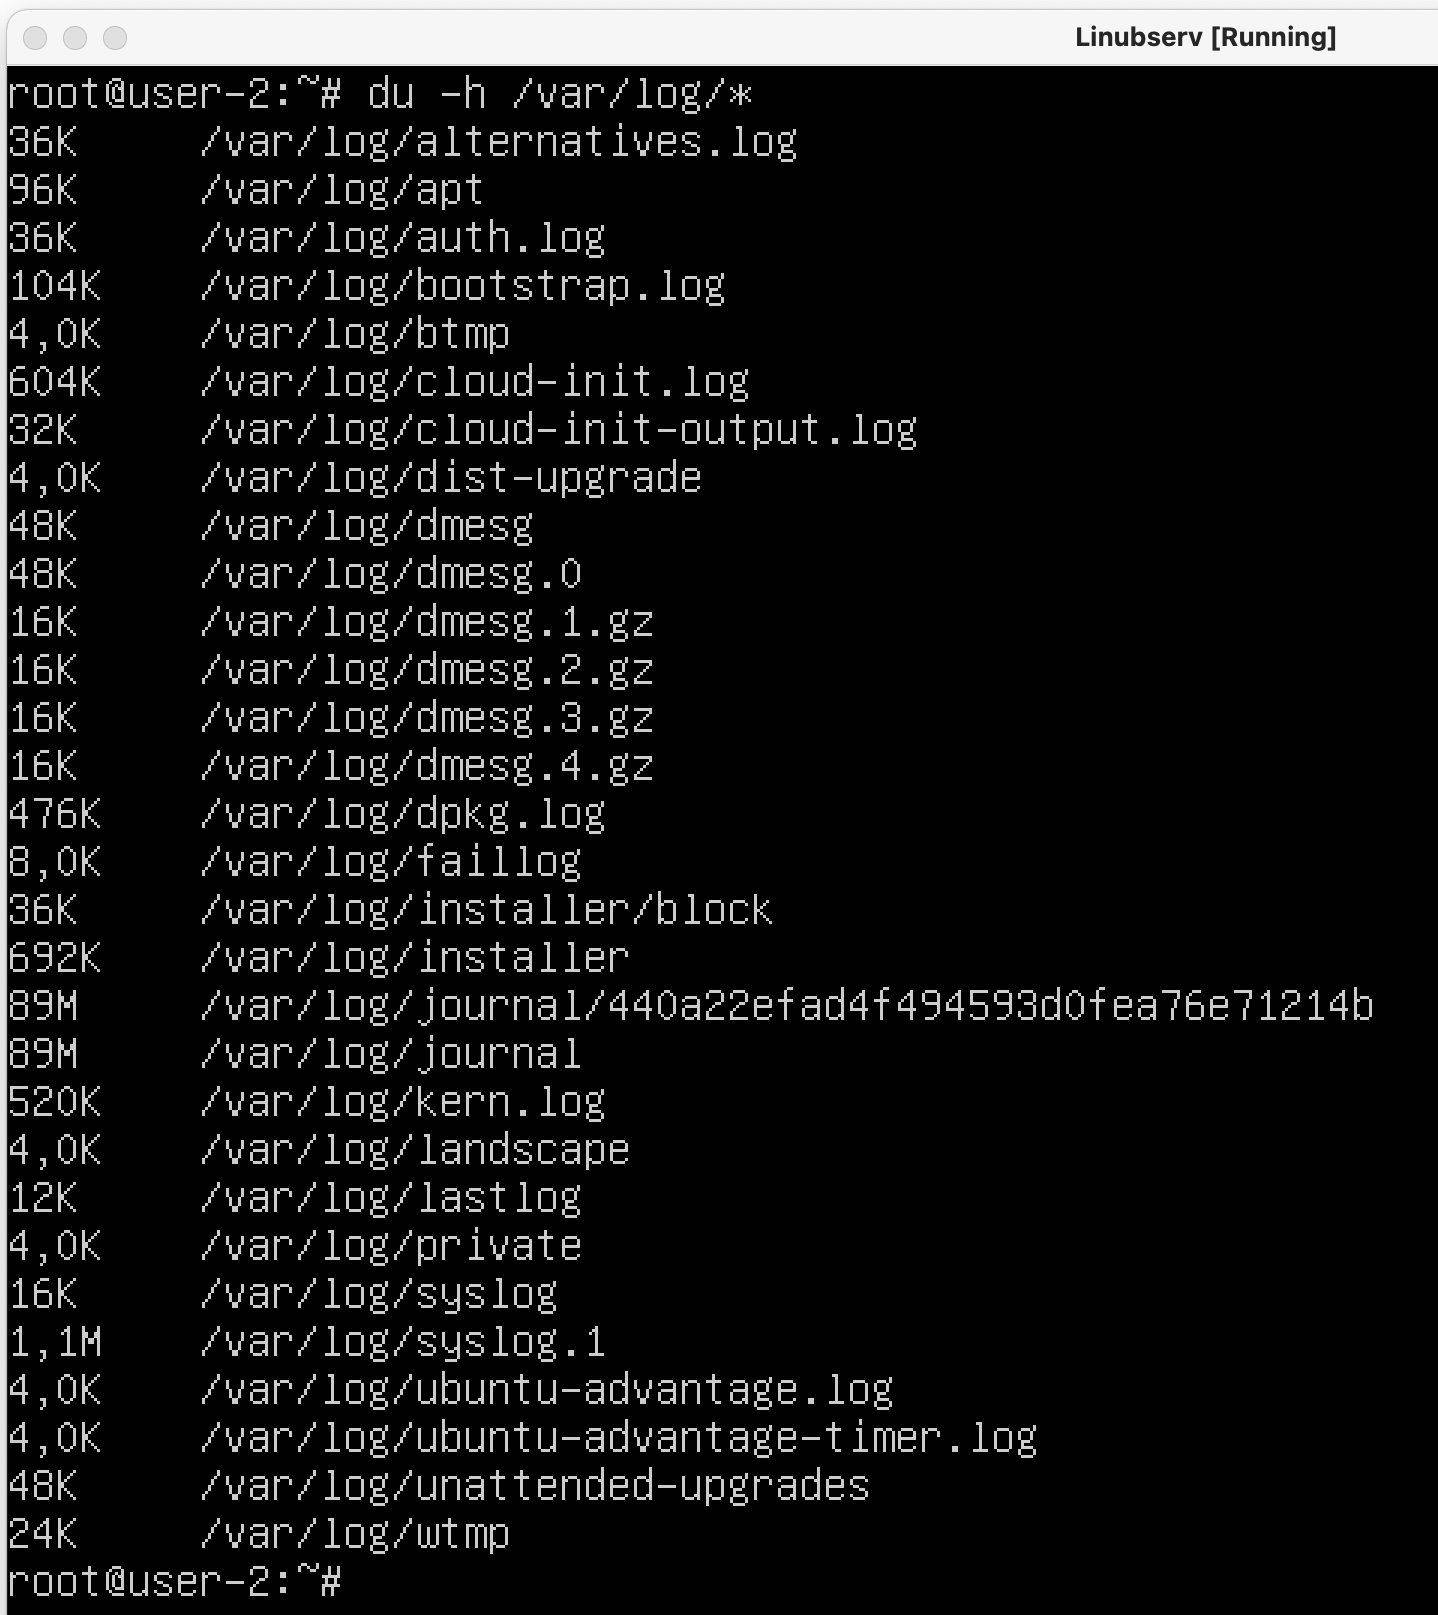 Linubserv [Running]
root@user-2:~# du -h /var/log/*
36K /var/log/alternatives.log
96K /var/log/apt
36K /var/log/auth.log
104K /var/log/bootstrap.log
4,0K /var/log/btmp
604K /var/log/cloud-init.log
32K /var/log/cloud-init-output.log
4,0K /var/log/dist-upgrade
48K /var/log/dmesg
48K /var/log/dmesg.0
16K /var/log/dmesg.1.gz
16K /var/log/dmesg.2.gz
16K /var/log/dmesg.3.gz
16K /var/log/dmesg.4.gz
476K /var/log/dpkg.log
8,0K /var/log/faillog
36K /var/log/installer/block
692K /var/log/installer
89M /var/log/journal/440a22efad4f494593d0fea76e71214b
89M /var/log/journal
520K /var/log/kern.log
4,0K /var/log/landscape
12K /var/log/lastlog
4,0K /var/log/private
16K /var/log/syslog
1,1M /var/log/syslog.1
4,0K /var/log/ubuntu-advantage.log
4,0K /var/log/ubuntu-advantage-timer.log
48K /var/log/unattended-upgrades
24K /var/log/wtmp
root@user-2:~#